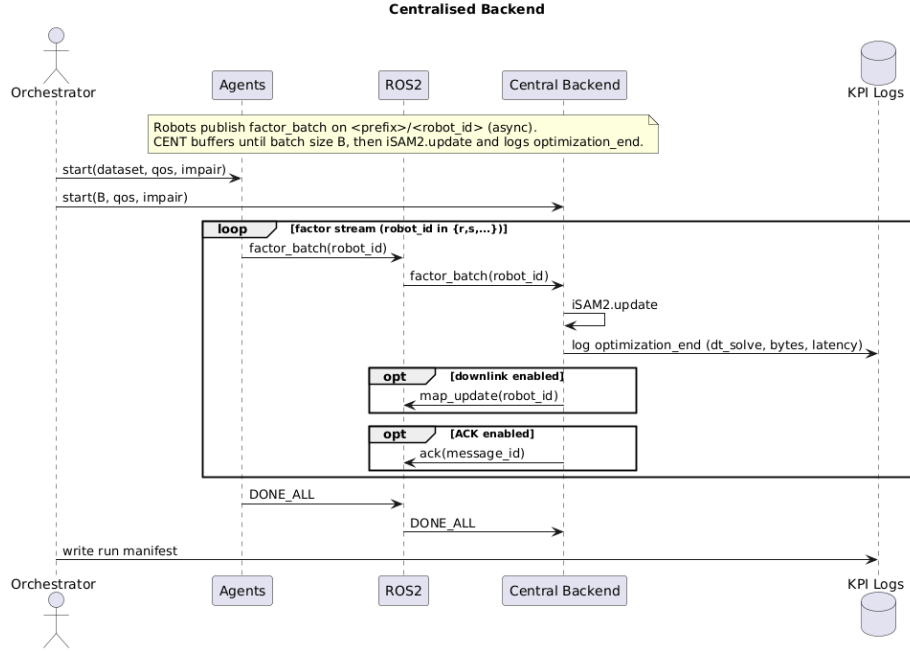 Centralised Backend
Orchestrator
Agents
ROS2
Central Backend
KPI Logs
Robots publish factor_batch on <prefix>/<robot_id> (async).
CENT buffers until batch size B, then iSAM2.update and logs optimization_end.
start(dataset, qos, impair)
start(B, qos, impair)
loop [factor stream (robot_id in {r,s,...})]
factor_batch(robot_id)
factor_batch(robot_id)
iSAM2.update
log optimization_end (dt_solve, bytes, latency)
opt [downlink enabled]
map_update(robot_id)
opt [ACK enabled]
ack(message_id)
DONE_ALL
DONE_ALL
write run manifest
Orchestrator
Agents
ROS2
Central Backend
KPI Logs